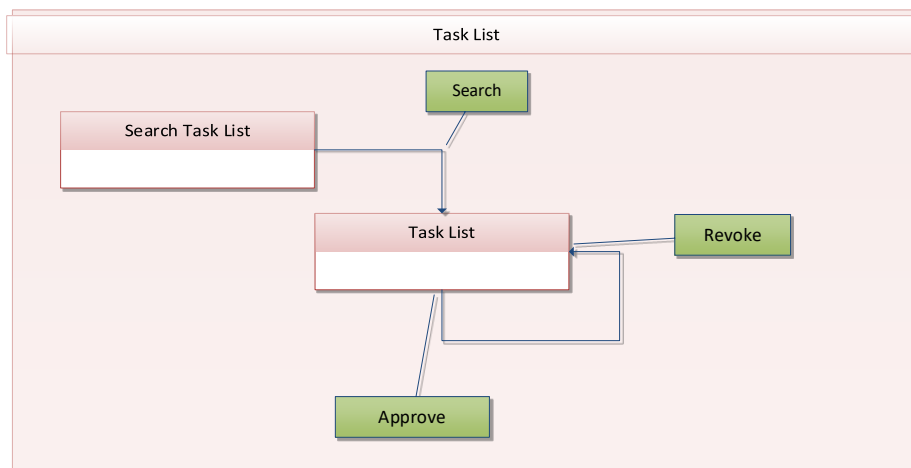 Task List
Search
Search Task List
Task List
Revoke
Approve